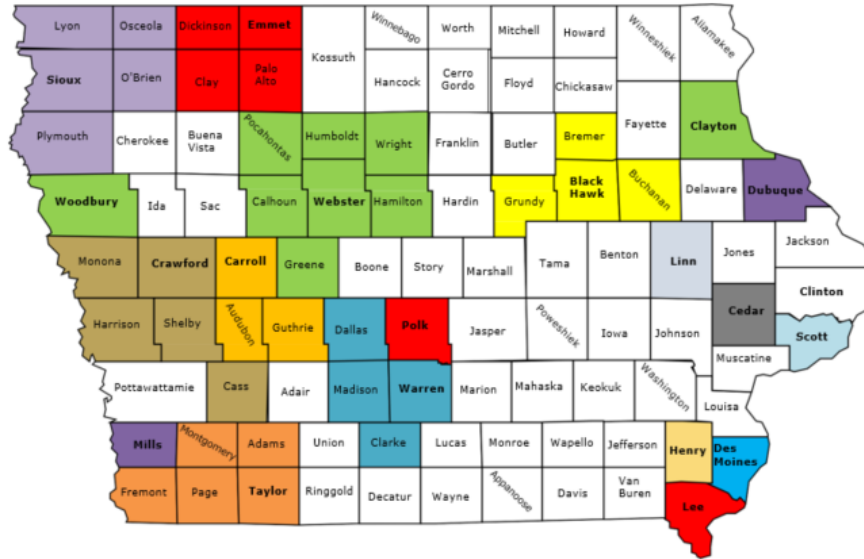 Lyon
Osceola
Dickinson
Emmet
Kossuth
Winnebago
Worth
Mitchell
Howard
Winneshiek
Allamakee
Sioux
O'Brien
Clay
Palo
Alto
Hancock
Cerro
Gordo
Floyd
Chickasaw
Plymouth
Cherokee
Buena
Vista
Pocahontas
Humboldt
Wright
Franklin
Butler
Bremer
Fayette
Clayton
Woodbury
Ida
Sac
Calhoun
Webster
Hamilton
Hardin
Grundy
Black
Hawk
Buchanan
Delaware
Dubuque
Monona
Crawford
Carroll
Greene
Boone
Story
Marshall
Tama
Benton
Linn
Jones
Jackson
Clinton
Harrison
Shelby
Audubon
Guthrie
Dallas
Polk
Jasper
Poweshiek
Iowa
Johnson
Cedar
Scott
Muscatine
Pottawattamie
Cass
Adair
Madison
Warren
Marion
Mahaska
Keokuk
Washington
Louisa
Mills
Montgomery
Adams
Union
Clarke
Lucas
Monroe
Wapello
Jefferson
Henry
Des
Moines
Fremont
Page
Taylor
Ringgold
Decatur
Wayne
Appanoose
Davis
Van
Buren
Lee